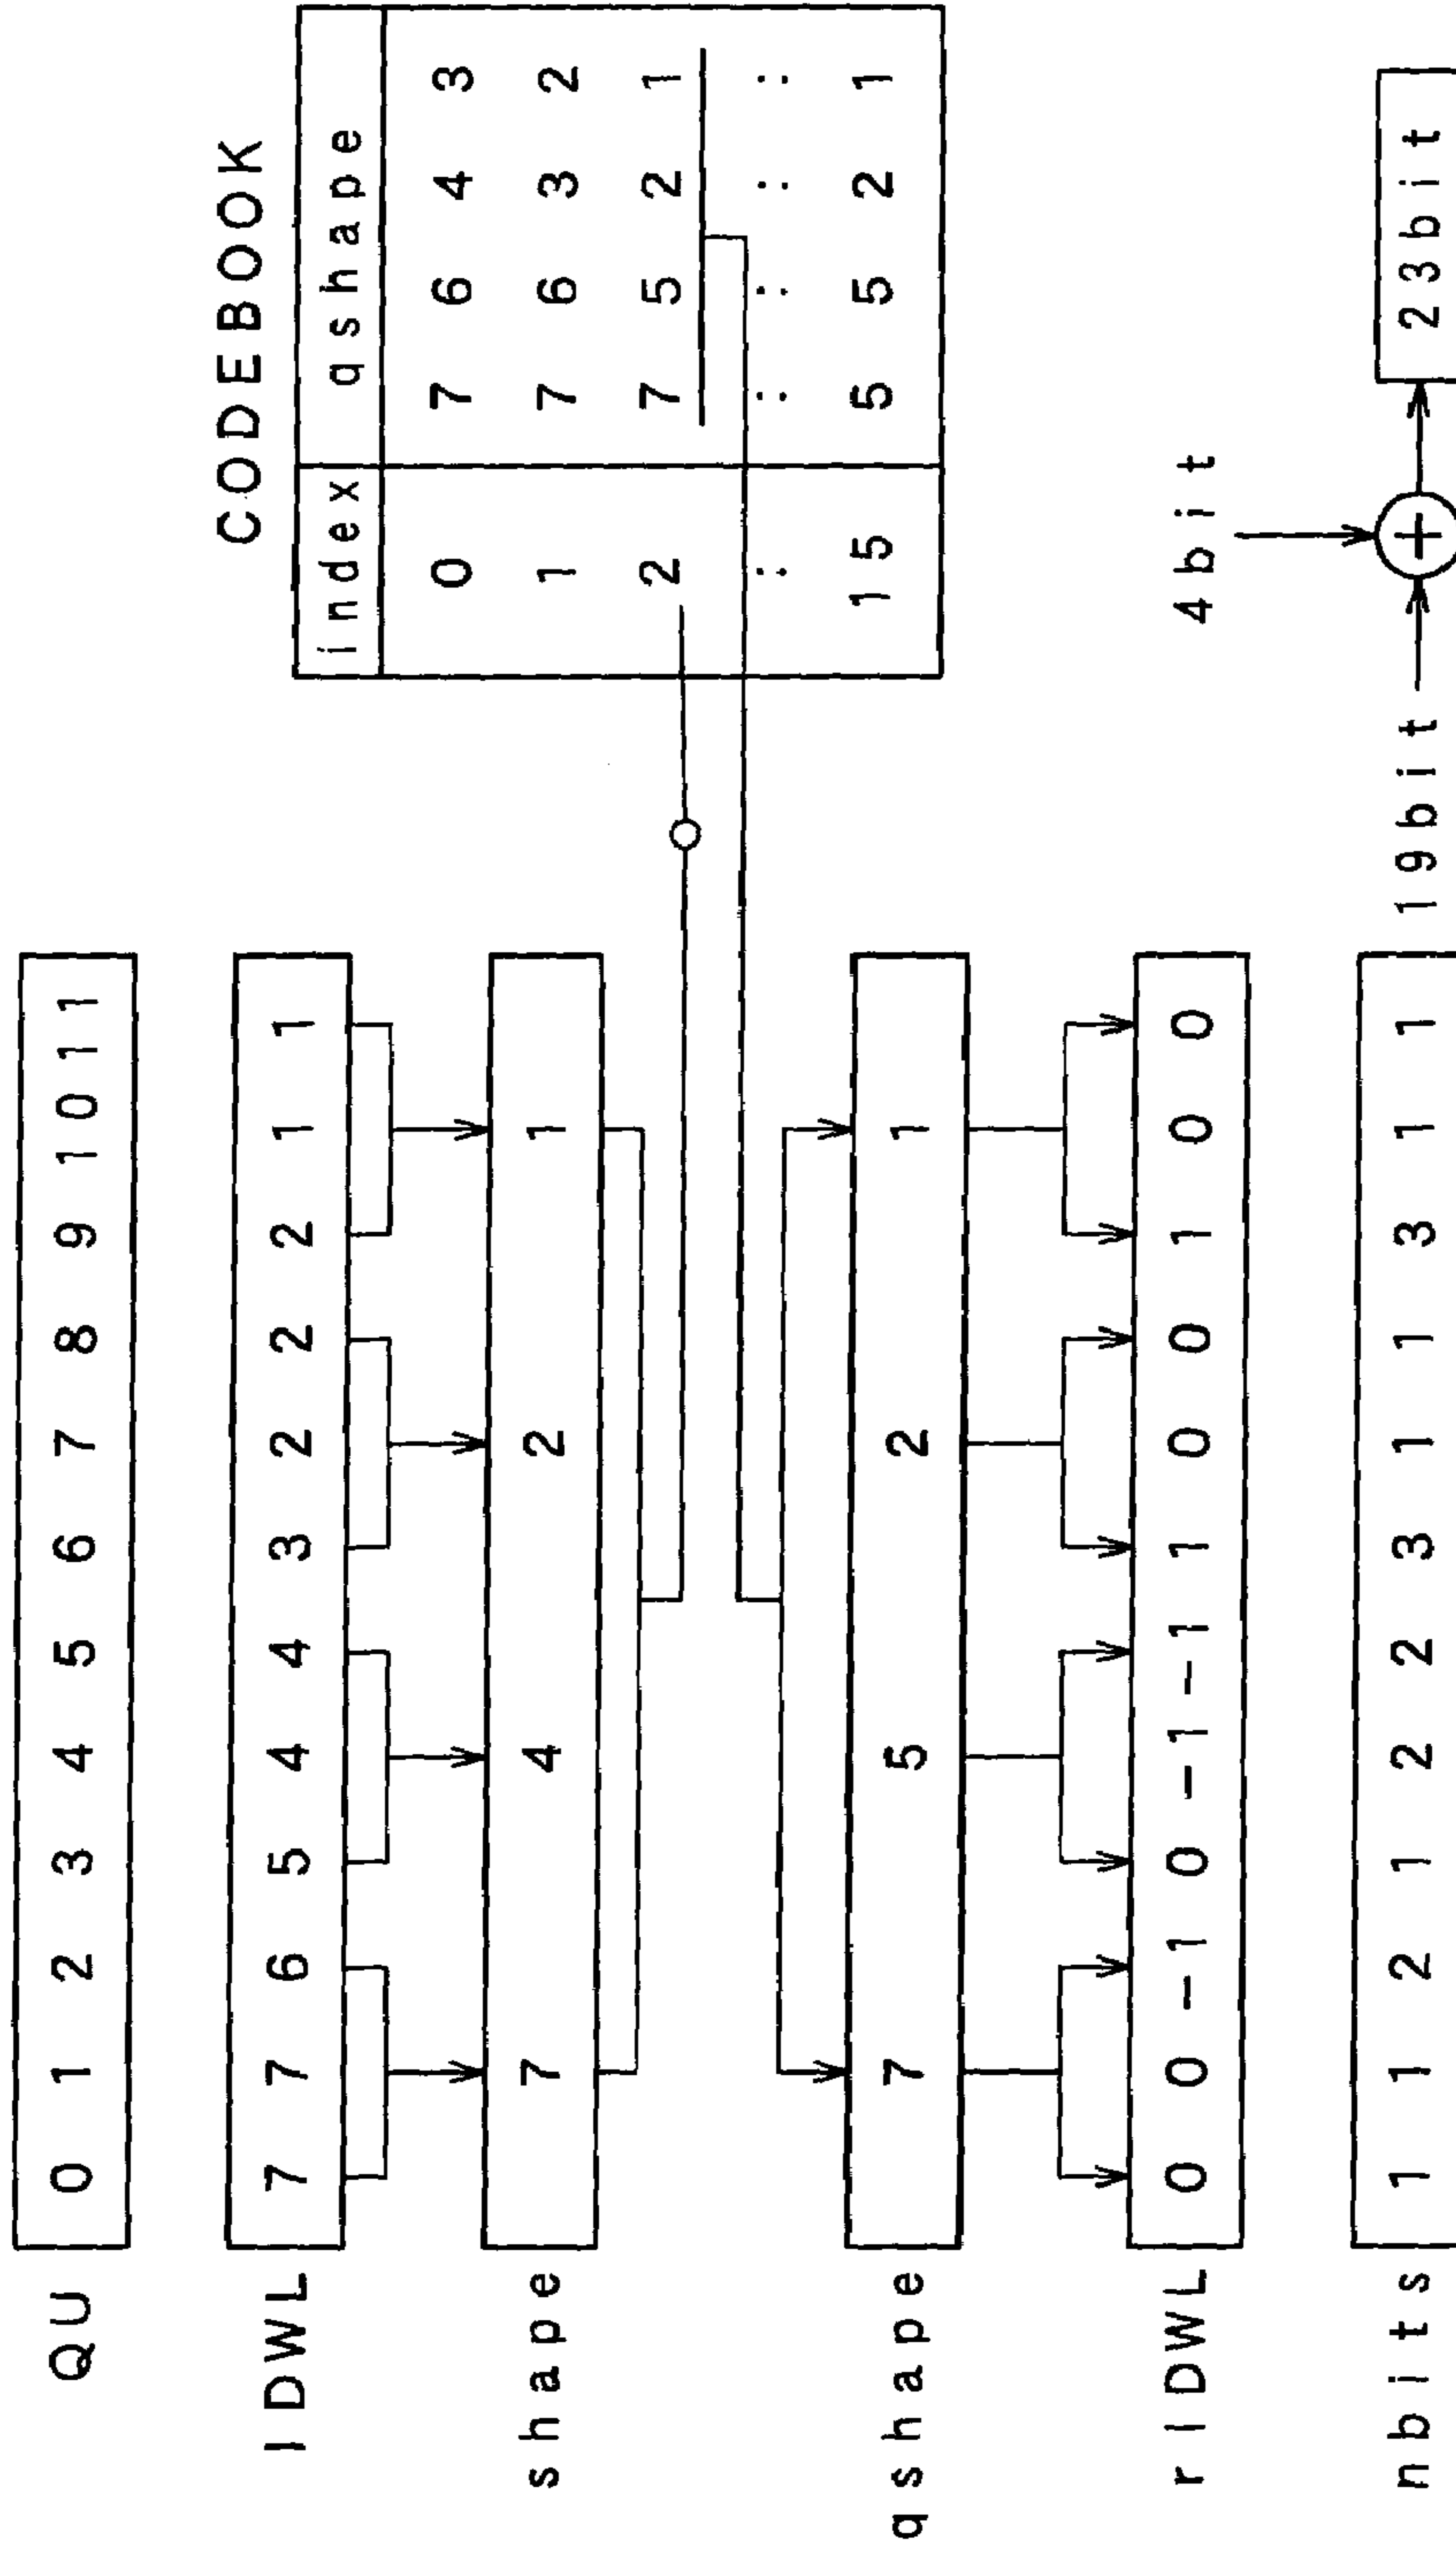 QU 0 1 2 3 4 5 6 7 8 9 10 11
IDWL 7 7 6 5 4 4 3 2 2 2 1 1
shape 7 4 2 1
CODEBOOK
index qshape
0 7 6 4 3
1 7 6 3 2
2 7 5 2 1
: : : : :
15 5 5 2 1
qshape 7 5 2 1
rIDWL 0 0 -1 0 -1 -1 1 0 0 1 0 0
4bit
nbits 1 1 2 1 2 2 3 1 1 3 1 1 19bit + 23bit